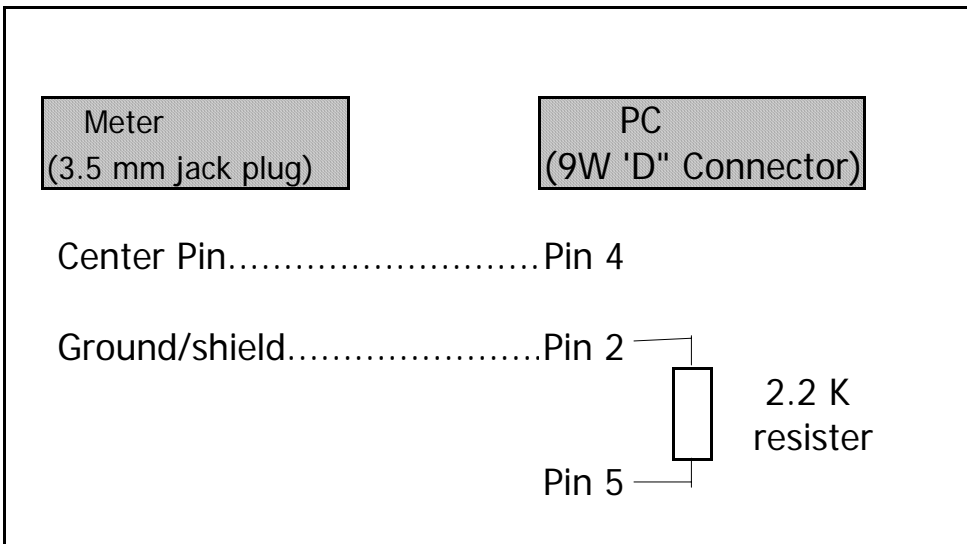 Meter
(3.5 mm jack plug)
PC
(9W 'D" Connector)
Center Pin............................Pin 4
Ground/shield.......................Pin 2
2.2 K
resister
Pin 5